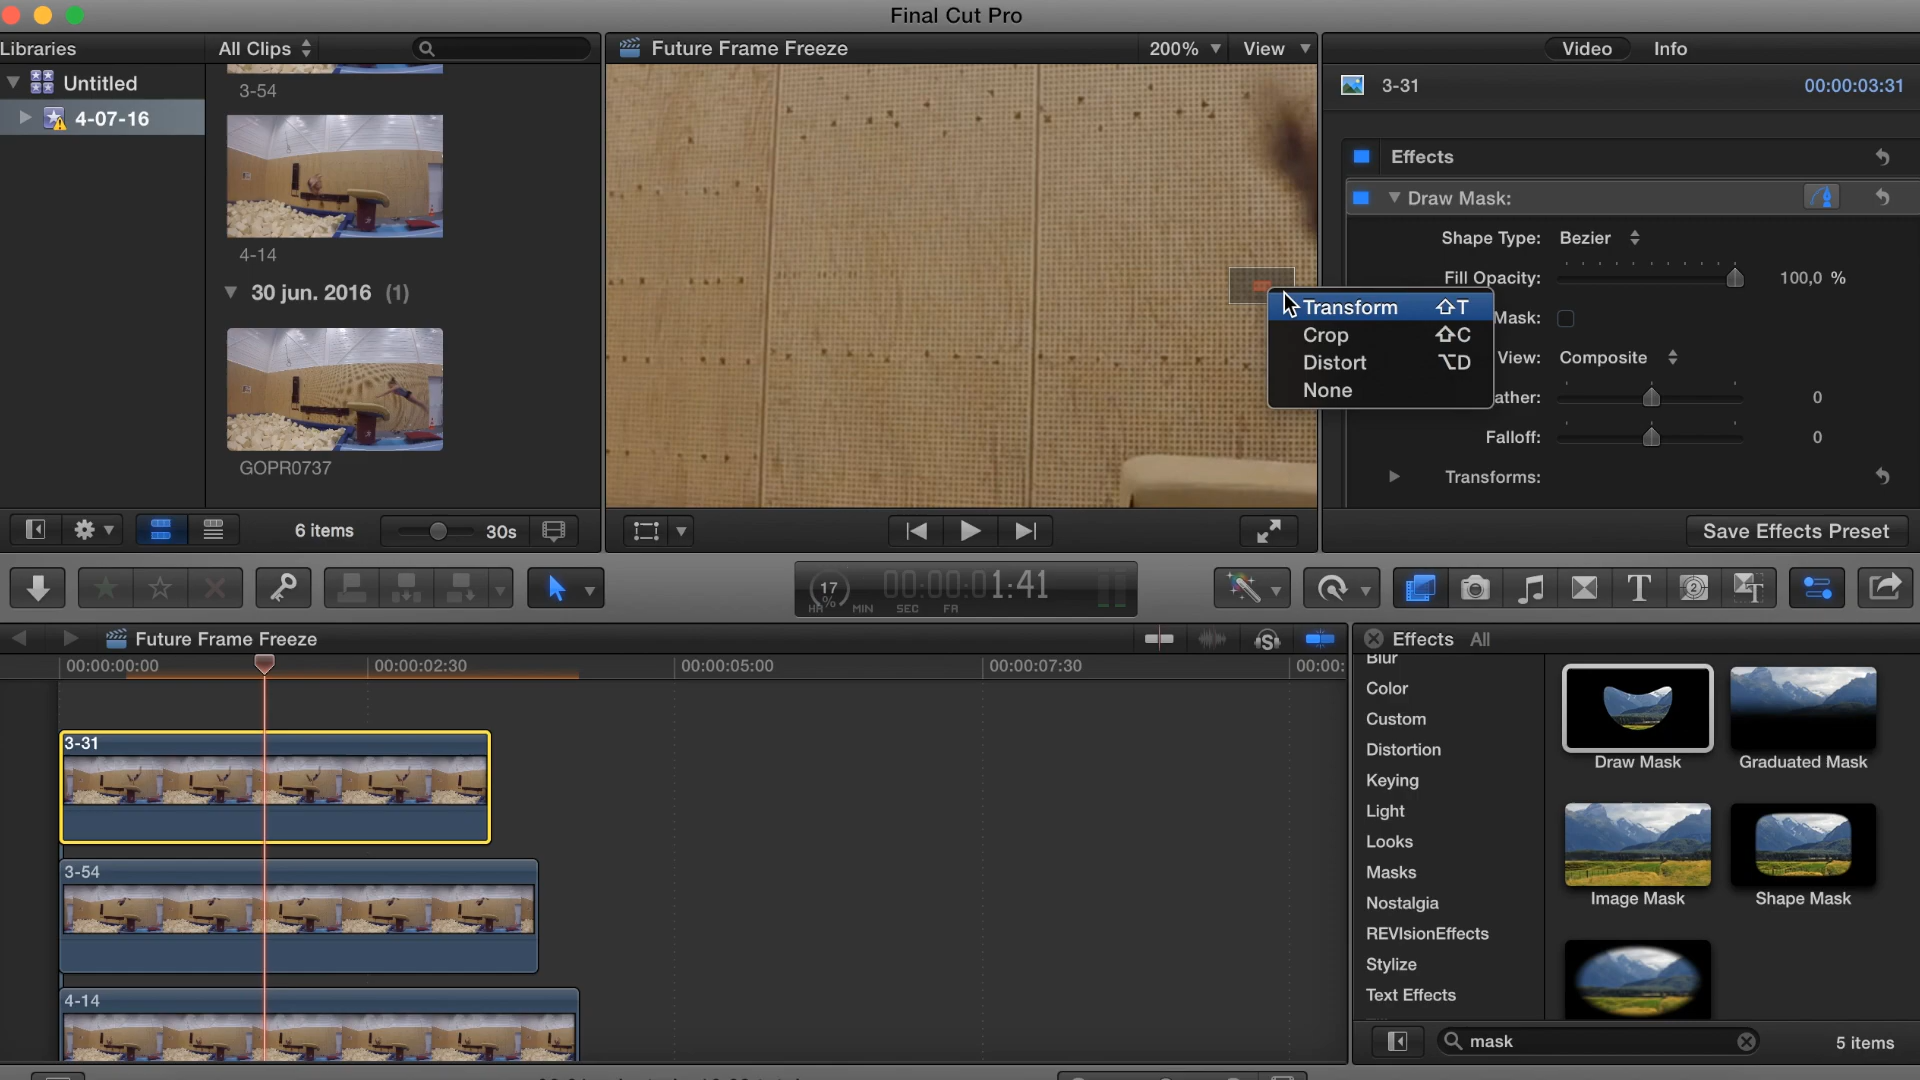 Final Cut Pro
Libraries
All Clips
Future Frame Freeze
200%
View
Video
Info
Untitled
4-07-16
3-54
4-14
30 jun. 2016 (1)
GOPR0737
3-31
00:00:03:31
Effects
Draw Mask:
Shape Type: Bezier
Fill Opacity: 100,0 %
Mask:
View: Composite
ather: 0
Falloff: 0
Transforms:
Transform ⇧T
Crop ⇧C
Distort ⌥D
None
6 items
30s
Save Effects Preset
17
%
00:00:01:41
HR MIN SEC FR
Future Frame Freeze
Effects All
00:00:00:00
00:00:02:30
00:00:05:00
00:00:07:30
00:00:
3-31
3-54
4-14
Blur
Color
Custom
Distortion
Keying
Light
Looks
Masks
Nostalgia
REVIsionEffects
Stylize
Text Effects
Draw Mask
Graduated Mask
Image Mask
Shape Mask
mask
5 items